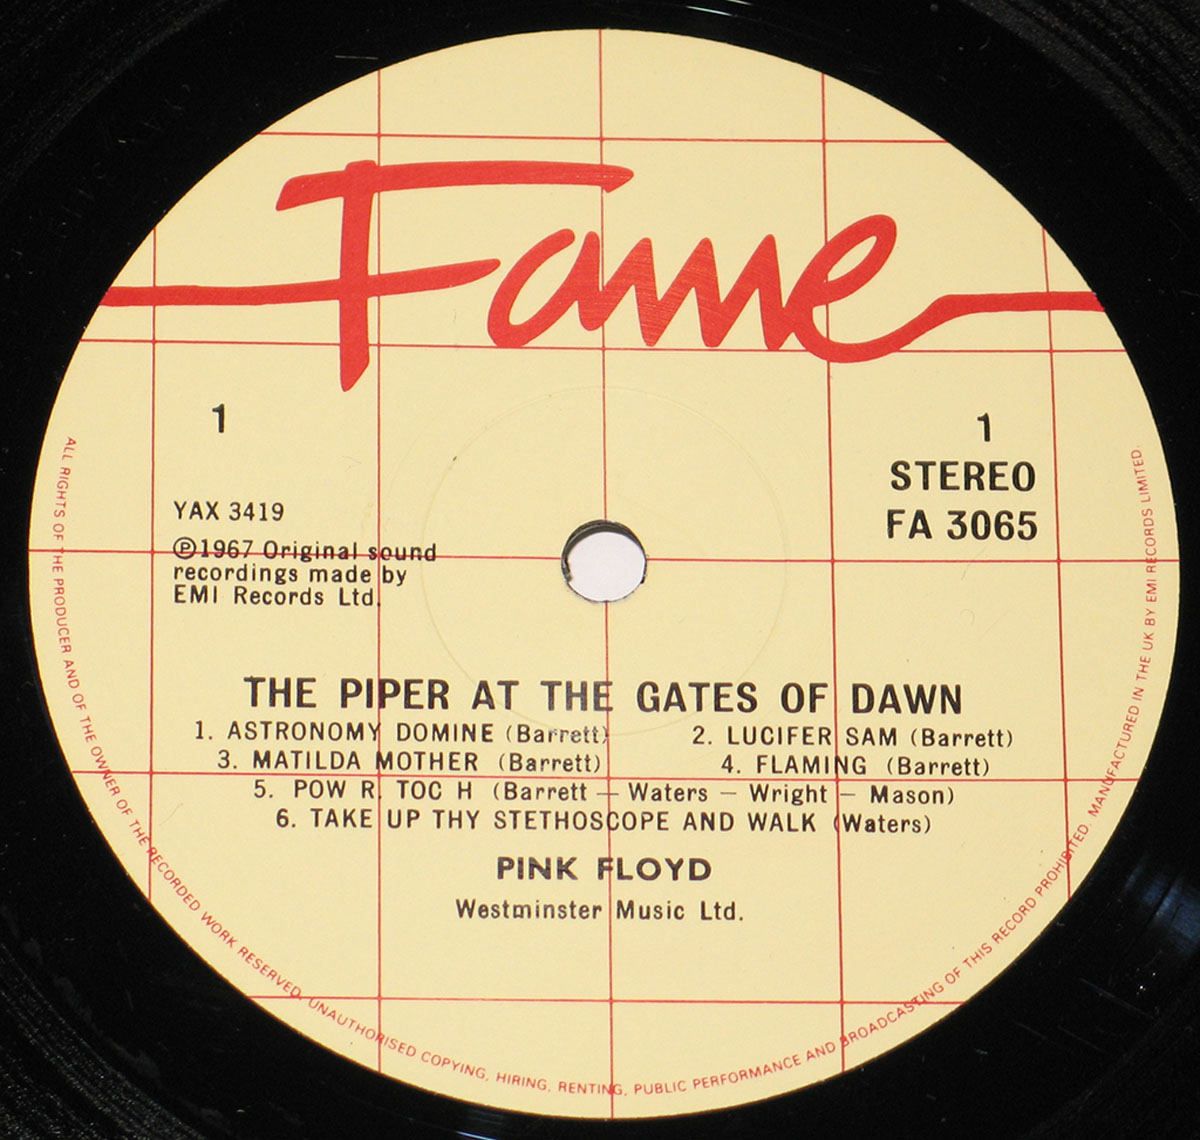 Fame
1
1
STEREO
FA 3065
YAX 3419
℗1967 Original sound
recordings made by
EMI Records Ltd.
THE PIPER AT THE GATES OF DAWN
1. ASTRONOMY DOMINE (Barrett) 2. LUCIFER SAM (Barrett)
3. MATILDA MOTHER (Barrett) 4. FLAMING (Barrett)
5. POW R. TOC H (Barrett – Waters – Wright – Mason)
6. TAKE UP THY STETHOSCOPE AND WALK (Waters)
PINK FLOYD
Westminster Music Ltd.
ALL RIGHTS OF THE PRODUCER AND OF THE OWNER OF THE RECORDED WORK RESERVED. UNAUTHORISED COPYING, HIRING, RENTING, PUBLIC PERFORMANCE AND BROADCASTING OF THIS RECORD PROHIBITED. MANUFACTURED IN THE UK BY EMI RECORDS LIMITED.